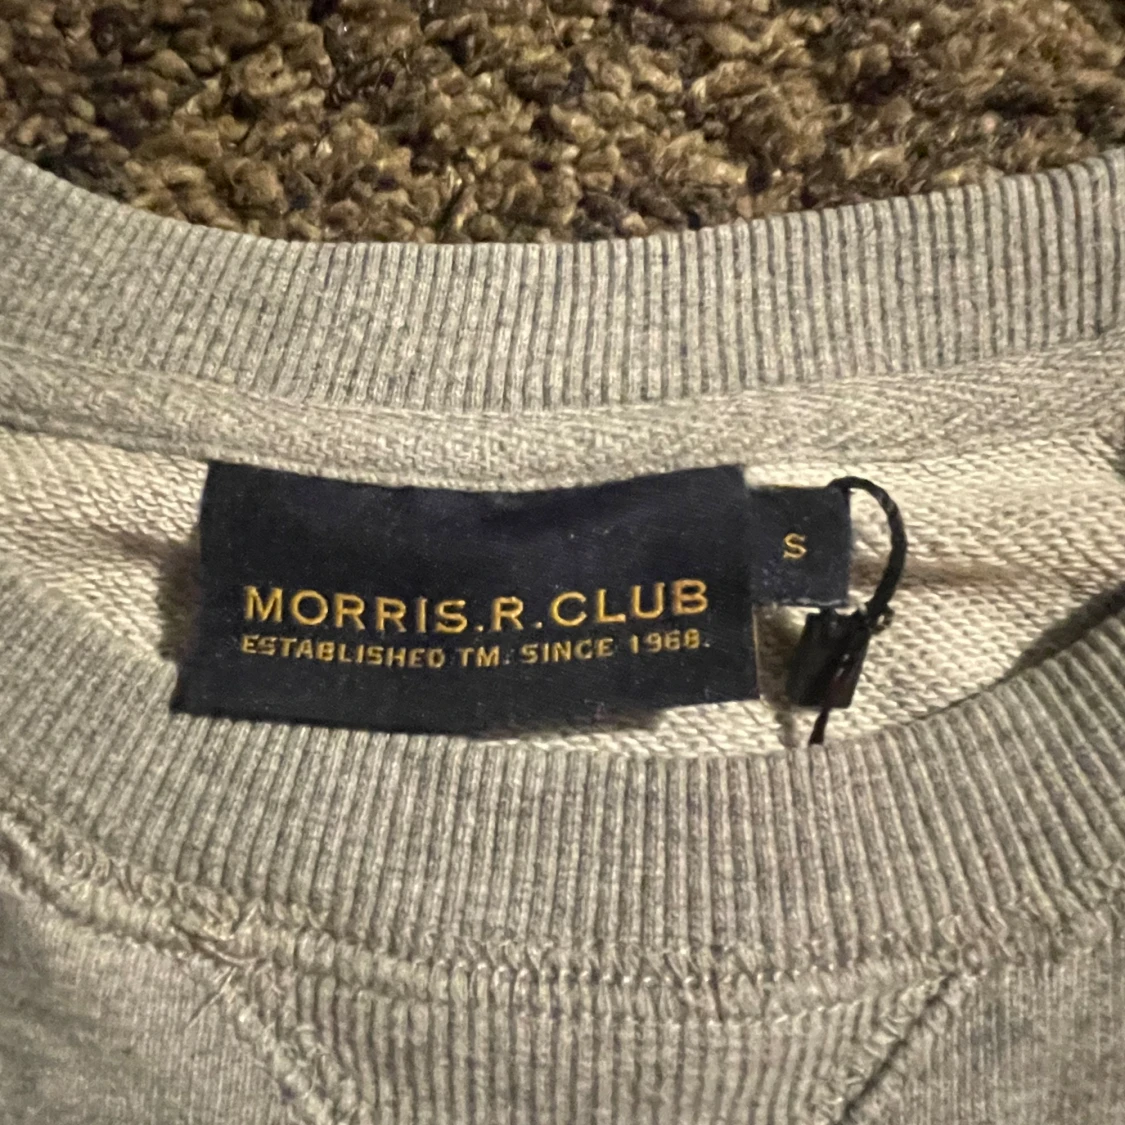 MORRIS.R.CLUB
ESTABLISHED TM. SINCE 1968.
S